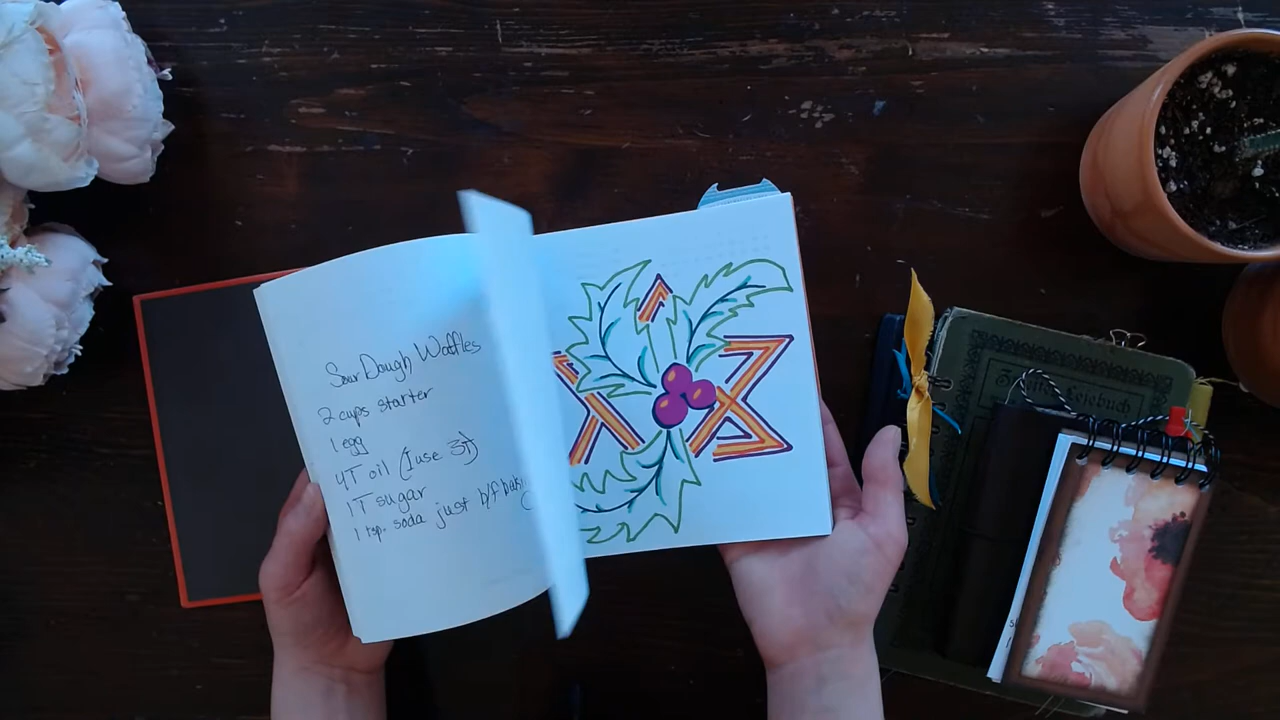 Sour Dough Waffles
2 cups starter
1 egg
4T oil (I use 3T)
1T sugar
1 tsp. soda just b/f